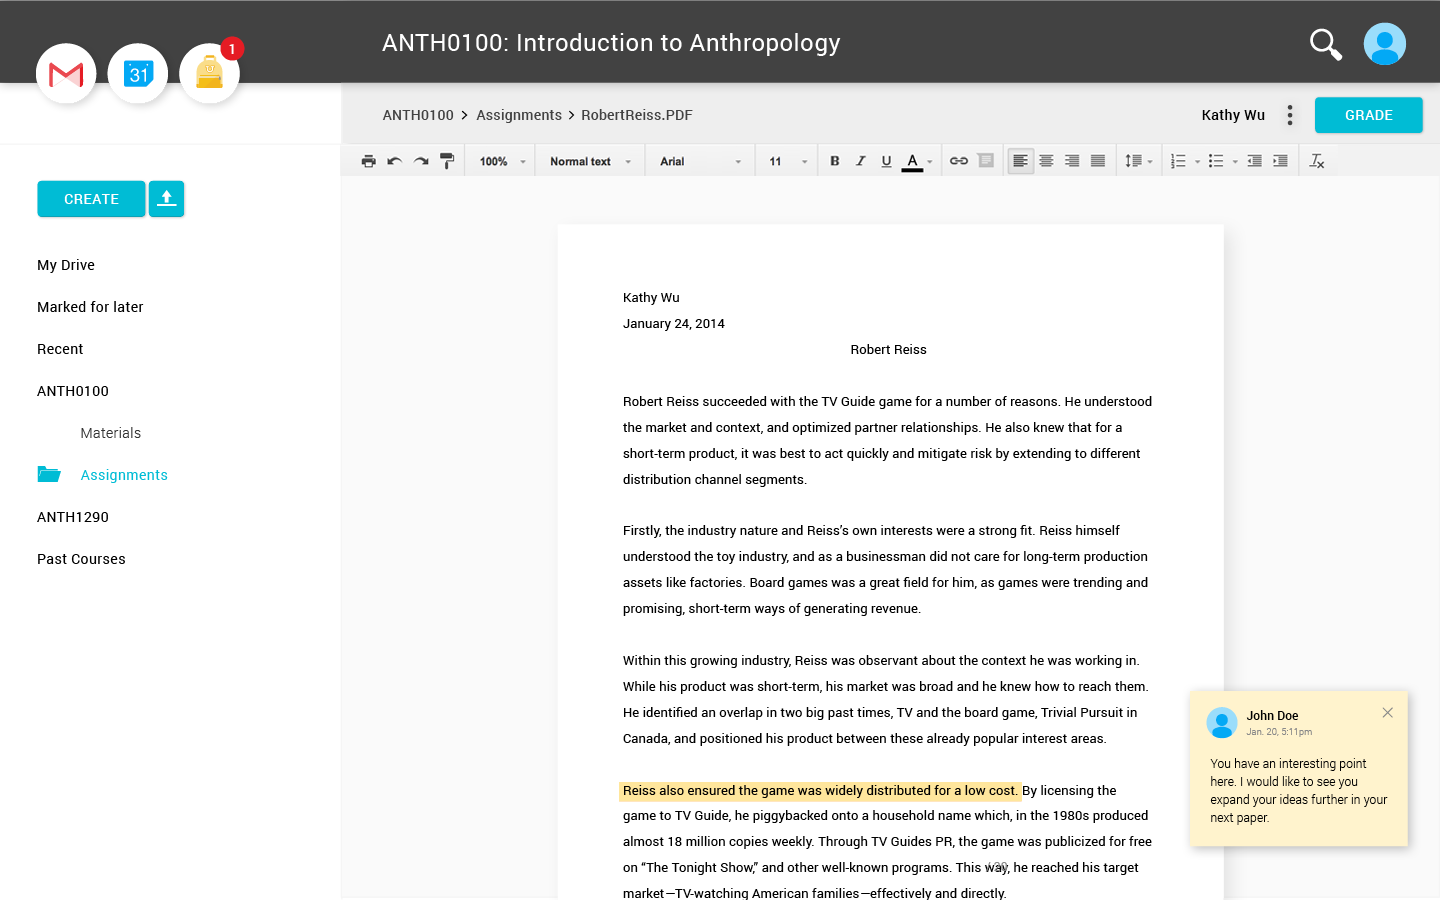 ANTH0100: Introduction to Anthropology
31
1
ANTH0100 > Assignments > RobertReiss.PDF
Kathy Wu
GRADE
100%
Normal text
Arial
11
B I U A
CREATE
My Drive
Marked for later
Recent
ANTH0100
Materials
Assignments
ANTH1290
Past Courses
Kathy Wu
January 24, 2014
Robert Reiss
Robert Reiss succeeded with the TV Guide game for a number of reasons. He understood
the market and context, and optimized partner relationships. He also knew that for a
short-term product, it was best to act quickly and mitigate risk by extending to different
distribution channel segments.
Firstly, the industry nature and Reiss's own interests were a strong fit. Reiss himself
understood the toy industry, and as a businessman did not care for long-term production
assets like factories. Board games was a great field for him, as games were trending and
promising, short-term ways of generating revenue.
Within this growing industry, Reiss was observant about the context he was working in.
While his product was short-term, his market was broad and he knew how to reach them.
He identified an overlap in two big past times, TV and the board game, Trivial Pursuit in
Canada, and positioned his product between these already popular interest areas.
Reiss also ensured the game was widely distributed for a low cost. By licensing the
game to TV Guide, he piggybacked onto a household name which, in the 1980s produced
almost 18 million copies weekly. Through TV Guides PR, the game was publicized for free
on “The Tonight Show,” and other well-known programs. This way, he reached his target
market—TV-watching American families—effectively and directly.
John Doe
Jan. 20, 5:11pm
You have an interesting point
here. I would like to see you
expand your ideas further in your
next paper.